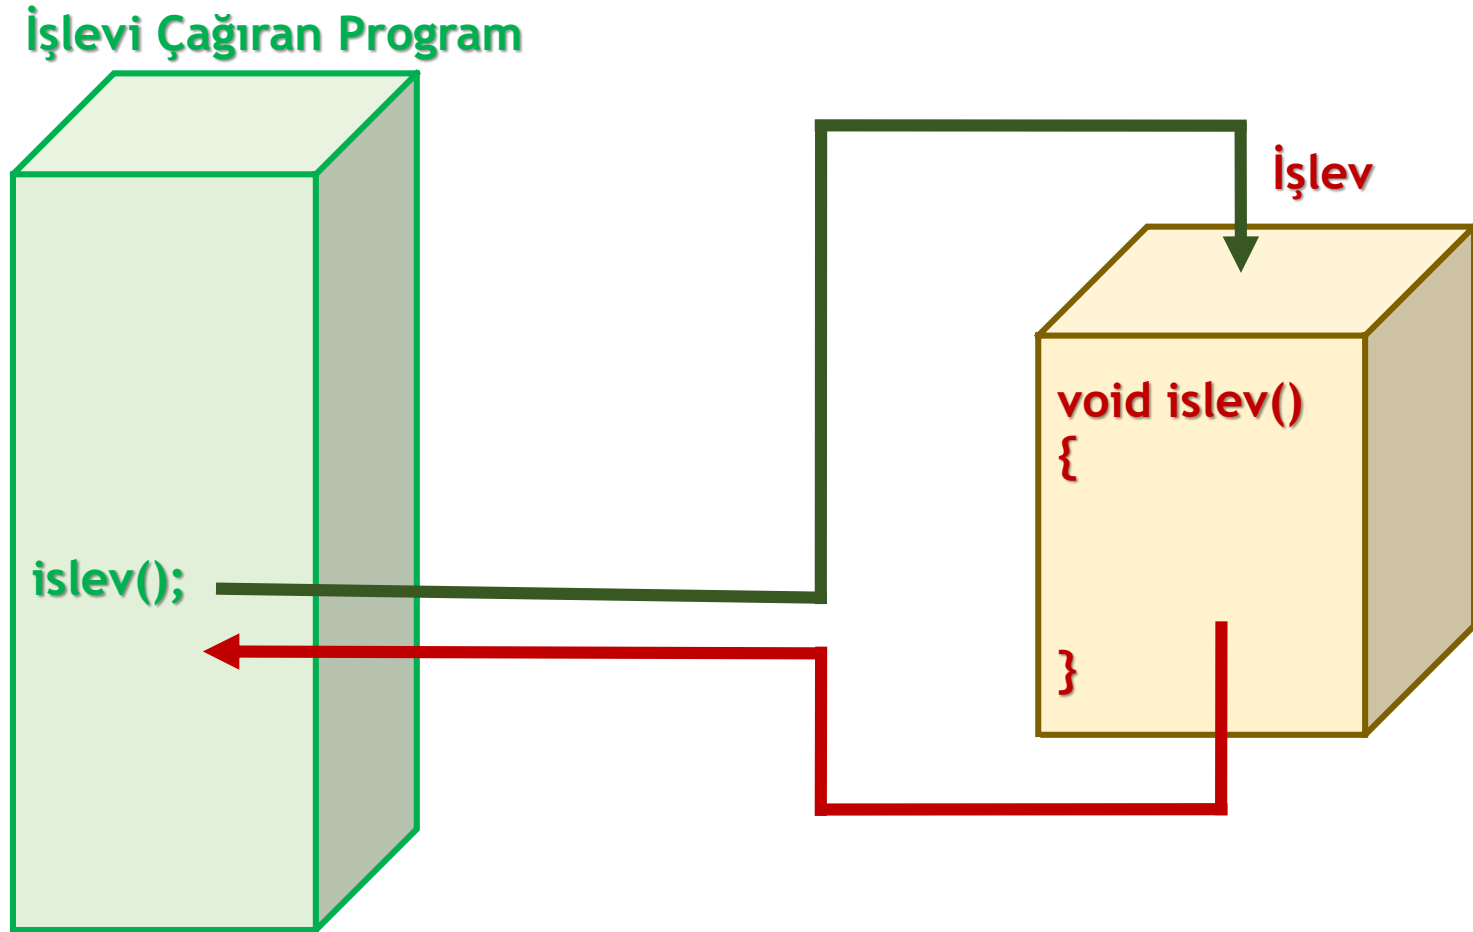 İşlevi Çağıran Program
İşlev
void islev()
{
islev();
}